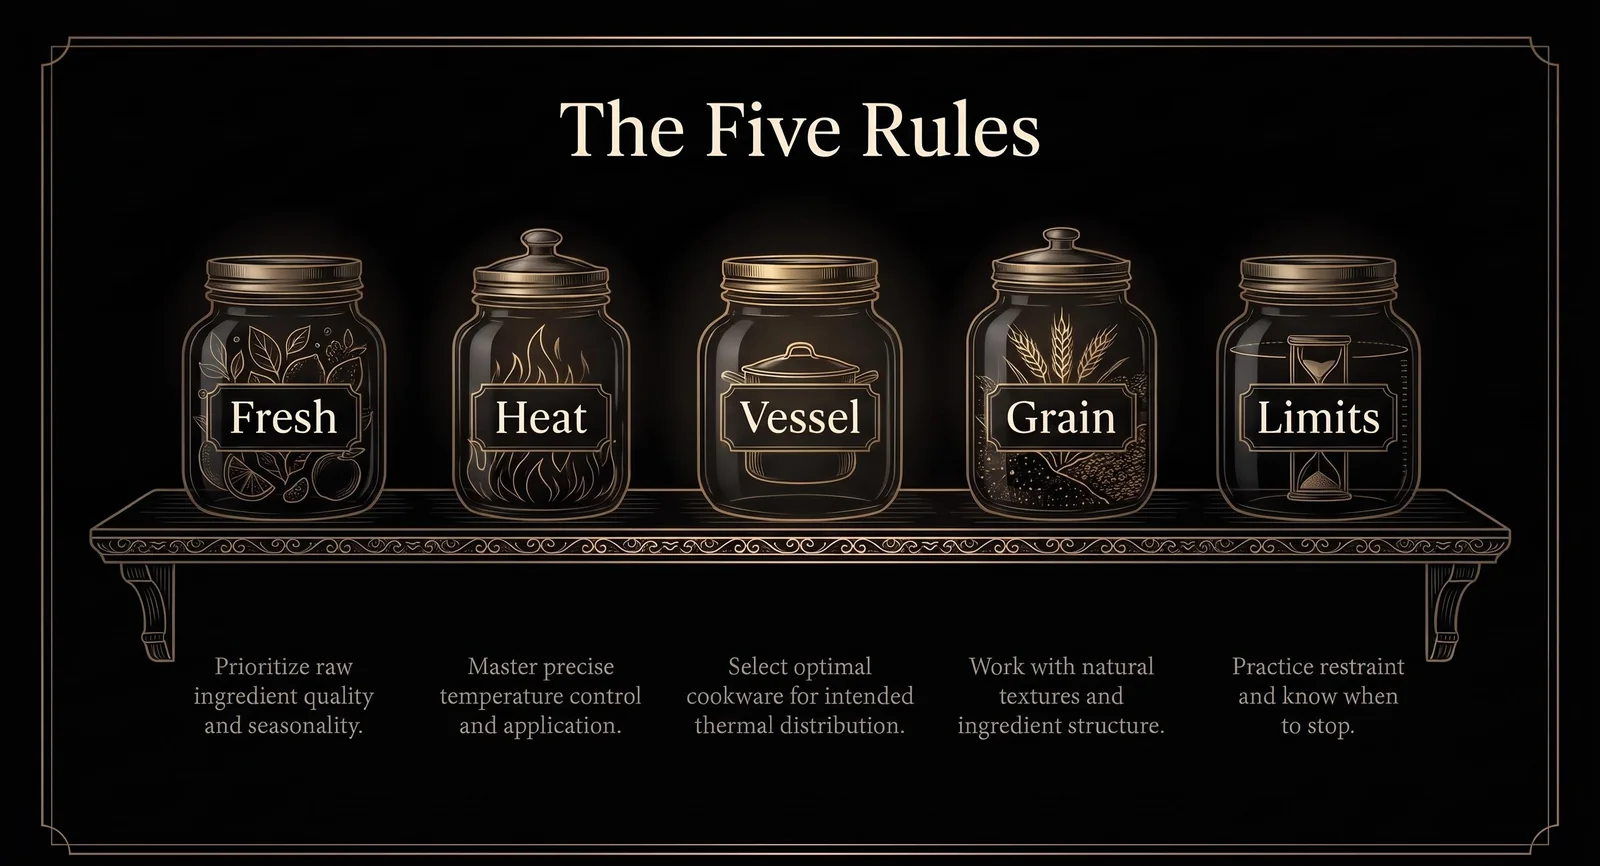 The Five Rules
Fresh
Heat
Vessel
Grain
Limits
Prioritize raw
ingredient quality
and seasonality.
Master precise
temperature control
and application.
Select optimal
cookware for intended
thermal distribution.
Work with natural
textures and
ingredient structure.
Practice restraint
and know when
to stop.